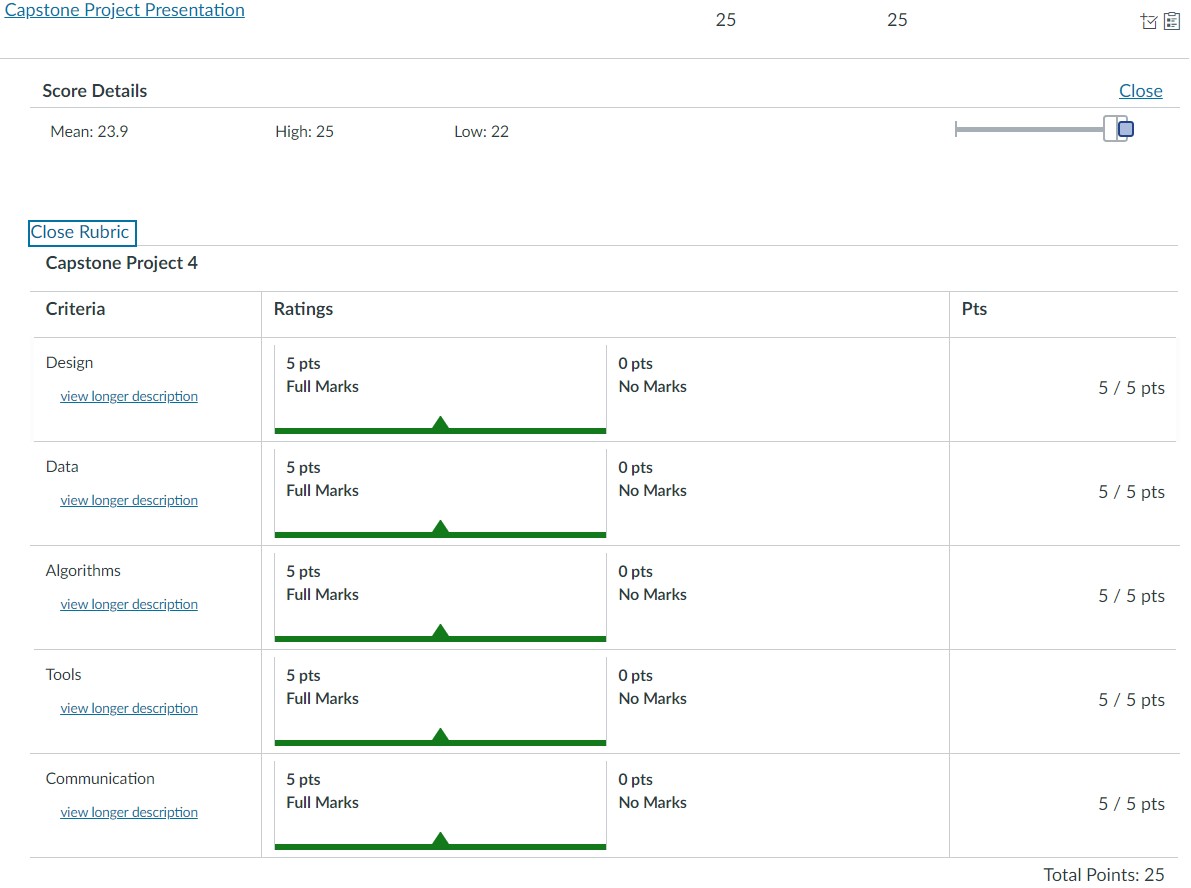 Capstone Project Presentation 25 25
Score Details Close
Mean: 23.9 High: 25 Low: 22
Close Rubric
Capstone Project 4
Criteria Ratings Pts
Design
view longer description
5 pts
Full Marks
0 pts
No Marks
5 / 5 pts
Data
view longer description
5 pts
Full Marks
0 pts
No Marks
5 / 5 pts
Algorithms
view longer description
5 pts
Full Marks
0 pts
No Marks
5 / 5 pts
Tools
view longer description
5 pts
Full Marks
0 pts
No Marks
5 / 5 pts
Communication
view longer description
5 pts
Full Marks
0 pts
No Marks
5 / 5 pts
Total Points: 25